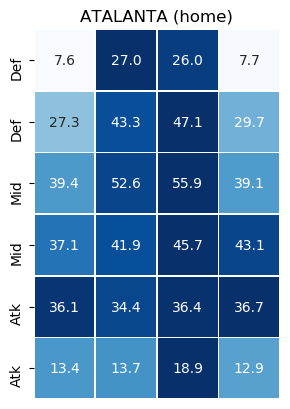 ATALANTA (home)
Def 7.6 27.0 26.0 7.7
Def 27.3 43.3 47.1 29.7
Mid 39.4 52.6 55.9 39.1
Mid 37.1 41.9 45.7 43.1
Atk 36.1 34.4 36.4 36.7
Atk 13.4 13.7 18.9 12.9